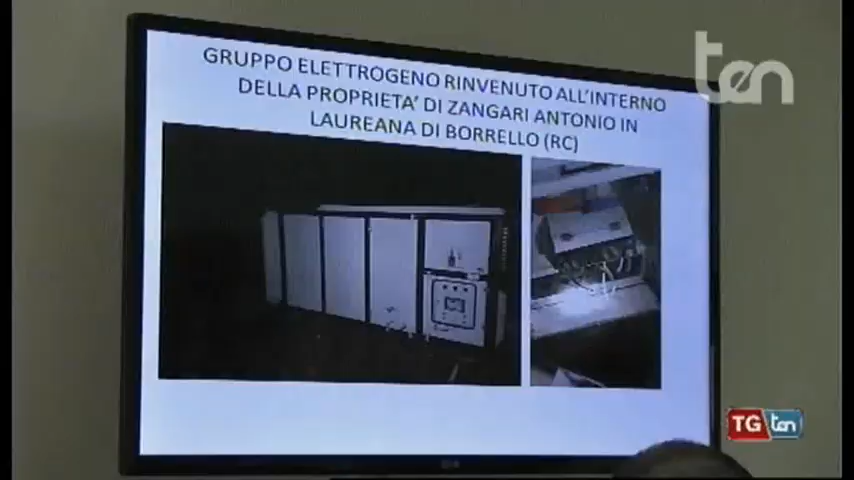 GRUPPO ELETTROGENO RINVENUTO ALL'INTERNO
DELLA PROPRIETA' DI ZANGARI ANTONIO IN
LAUREANA DI BORRELLO (RC)
ten
TG ten